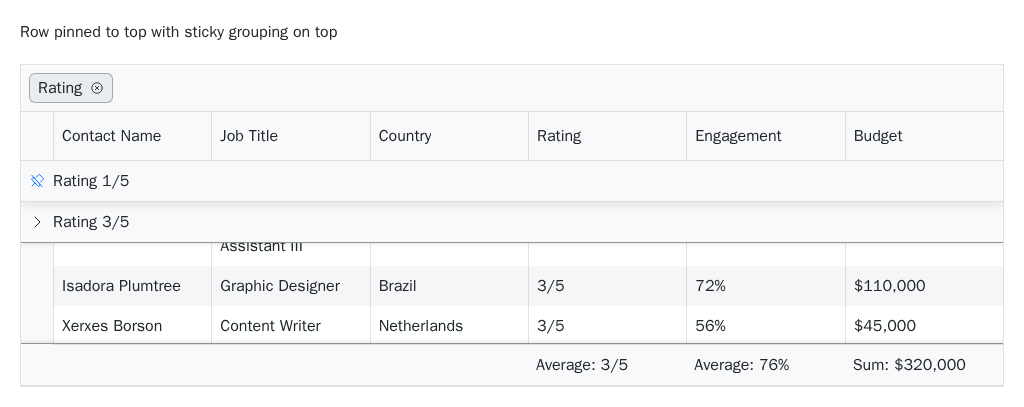 Row pinned to top with sticky grouping on top
Rating
Contact Name Job Title Country Rating Engagement Budget
Rating 1/5
Rating 3/5
Assistant III
Isadora Plumtree Graphic Designer Brazil 3/5 72% $110,000
Xerxes Borson Content Writer Netherlands 3/5 56% $45,000
Average: 3/5 Average: 76% Sum: $320,000